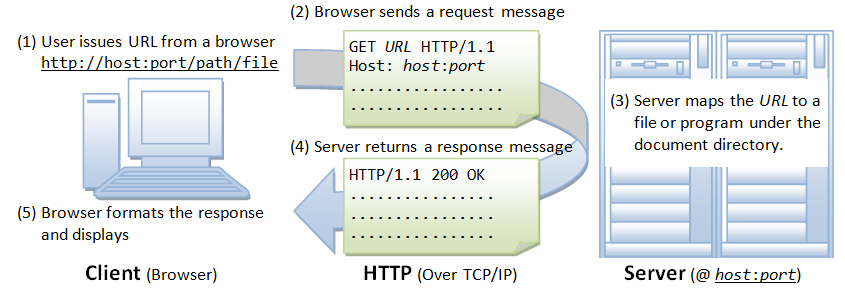 (1) User issues URL from a browser
http://host:port/path/file
(2) Browser sends a request message
GET URL HTTP/1.1
Host: host:port
.................
.................
(3) Server maps the URL to a
file or program under the
document directory.
(4) Server returns a response message
HTTP/1.1 200 OK
................
................
................
(5) Browser formats the response
and displays
Client (Browser)
HTTP (Over TCP/IP)
Server (@ host:port)